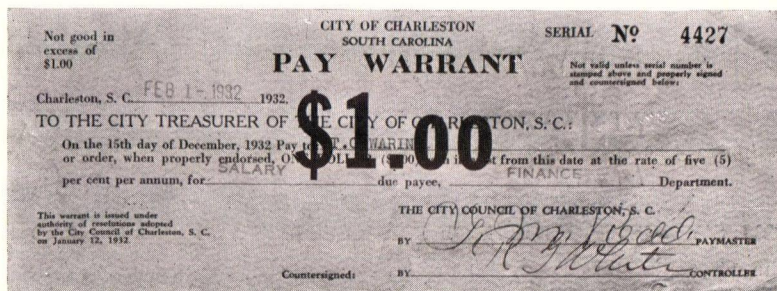 CITY OF CHARLESTON
SOUTH CAROLINA
PAY WARRANT
Not good in
excess of
$1.00
SERIAL No 4427
Not valid unless serial number is
stamped above and properly signed
and countersigned below:
Charleston, S. C. FEB 1 - 1932 1932.
TO THE CITY TREASURER OF THE CITY OF CHARLESTON, S. C.:
$1.00
On the 15th day of December, 1932 Pay to WARING
or order, when properly endorsed, from this date at the rate of five (5)
per cent per annum, for SALARY due payee, FINANCE Department.
This warrant is issued under
authority of resolutions adopted
by the City Council of Charleston, S. C.
on January 12, 1932
THE CITY COUNCIL OF CHARLESTON, S. C.
BY PAYMASTER
Countersigned: BY CONTROLLER